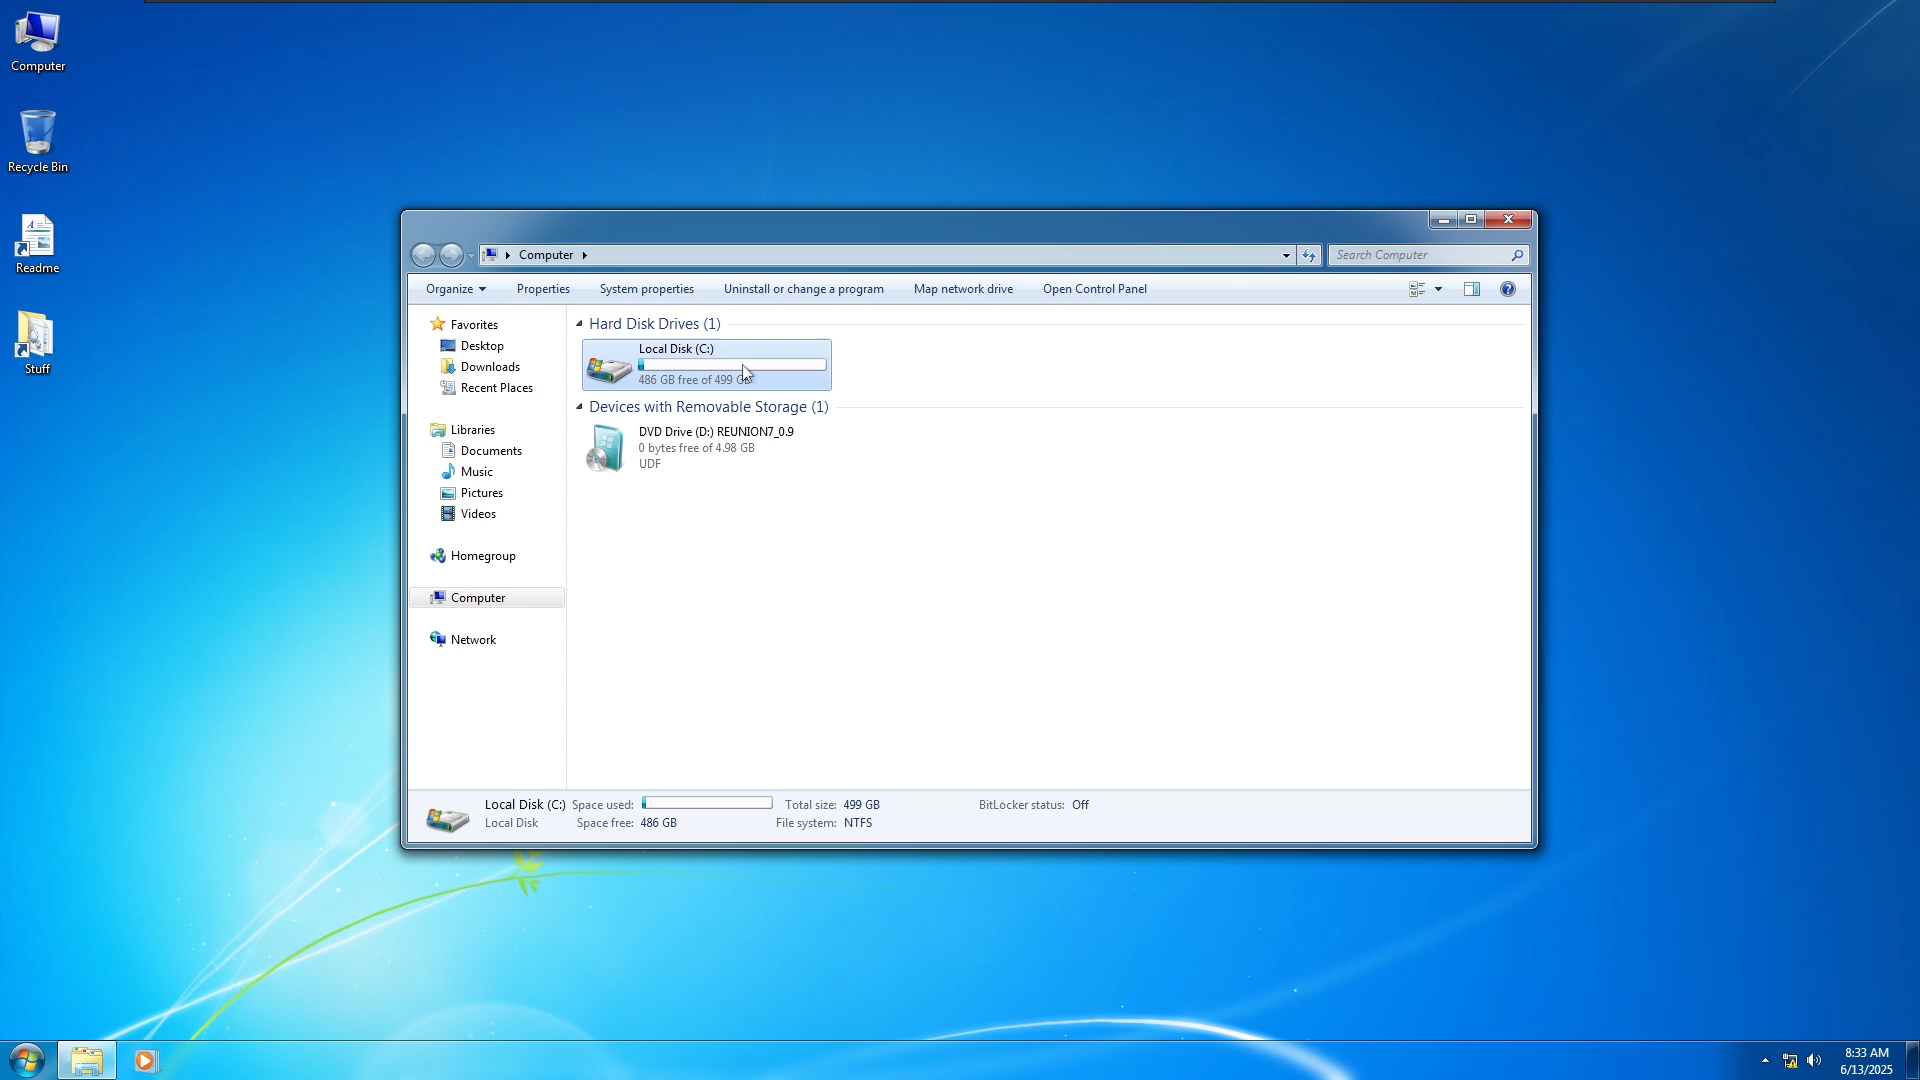 Computer
Recycle Bin
Readme
Stuff
Computer
Search Computer
Organize
Properties
System properties
Uninstall or change a program
Map network drive
Open Control Panel
Favorites
Desktop
Downloads
Recent Places
Libraries
Documents
Music
Pictures
Videos
Homegroup
Computer
Network
Hard Disk Drives (1)
Local Disk (C:)
486 GB free of 499 GB
Devices with Removable Storage (1)
DVD Drive (D:) REUNION7_0.9
0 bytes free of 4.98 GB
UDF
Local Disk (C:) Space used: Total size: 499 GB BitLocker status: Off
Local Disk Space free: 486 GB File system: NTFS
8:33 AM
6/13/2025